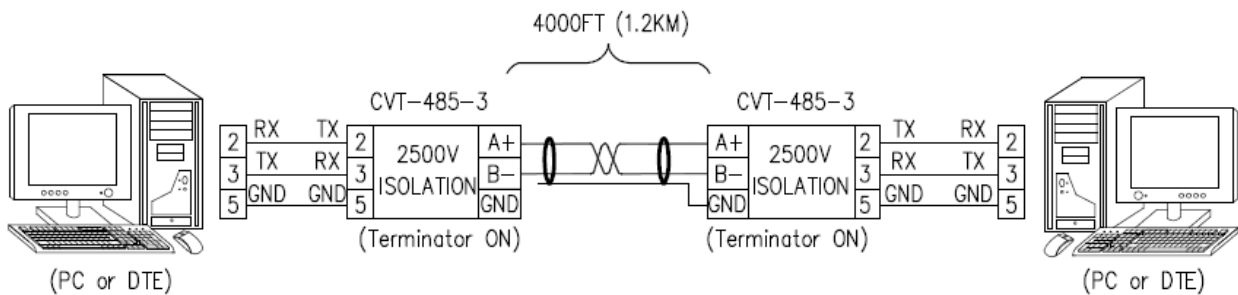 4000FT (1.2KM)
CVT-485-3 CVT-485-3
RX TX A+ A+ TX RX
2 2 2500V 2500V 2 2
TX RX ISOLATION B- B- ISOLATION RX TX
3 3 3 3
GND GND GND GND GND GND
5 5 5 5
(Terminator ON) (Terminator ON)
(PC or DTE) (PC or DTE)